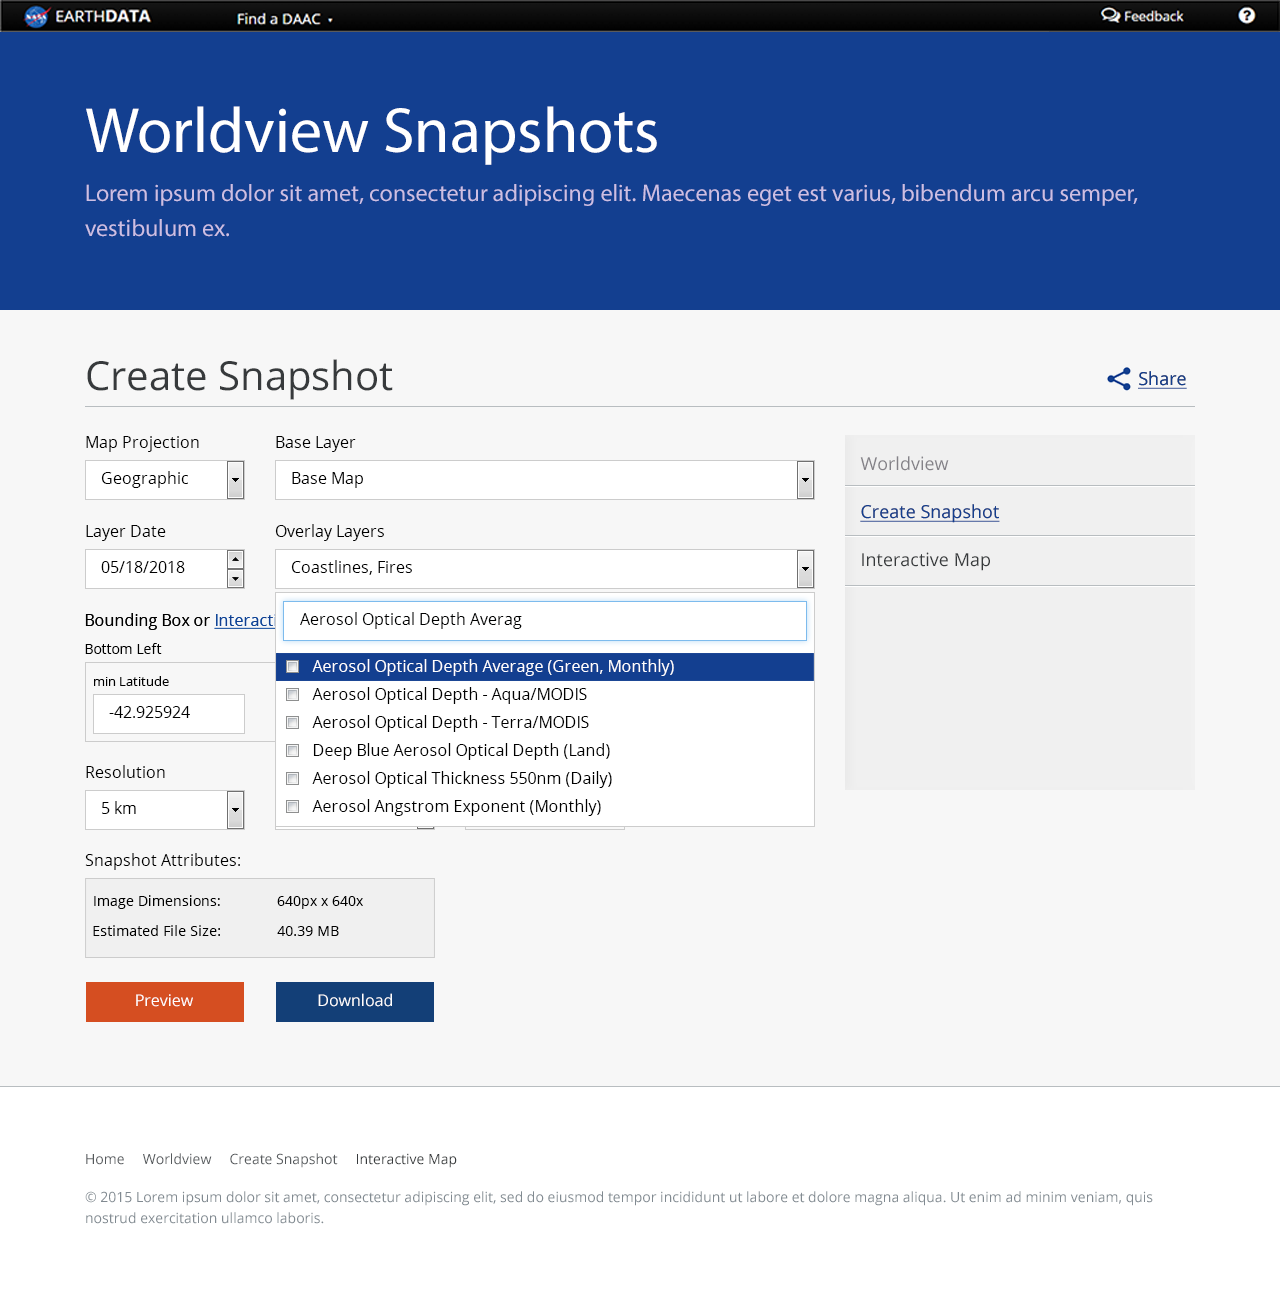 EARTHDATA
Find a DAAC
Feedback
?
Worldview Snapshots
Lorem ipsum dolor sit amet, consectetur adipiscing elit. Maecenas eget est varius, bibendum arcu semper,
vestibulum ex.
Create Snapshot
Share
Map Projection
Base Layer
Geographic
Base Map
Layer Date
Overlay Layers
05/18/2018
Coastlines, Fires
Bounding Box or Interacti
Bottom Left
min Latitude
-42.925924
Aerosol Optical Depth Averag
Aerosol Optical Depth Average (Green, Monthly)
Aerosol Optical Depth - Aqua/MODIS
Aerosol Optical Depth - Terra/MODIS
Deep Blue Aerosol Optical Depth (Land)
Aerosol Optical Thickness 550nm (Daily)
Aerosol Angstrom Exponent (Monthly)
Resolution
5 km
Snapshot Attributes:
Image Dimensions: 640px x 640x
Estimated File Size: 40.39 MB
Preview
Download
Worldview
Create Snapshot
Interactive Map
Home Worldview Create Snapshot Interactive Map
© 2015 Lorem ipsum dolor sit amet, consectetur adipiscing elit, sed do eiusmod tempor incididunt ut labore et dolore magna aliqua. Ut enim ad minim veniam, quis
nostrud exercitation ullamco laboris.